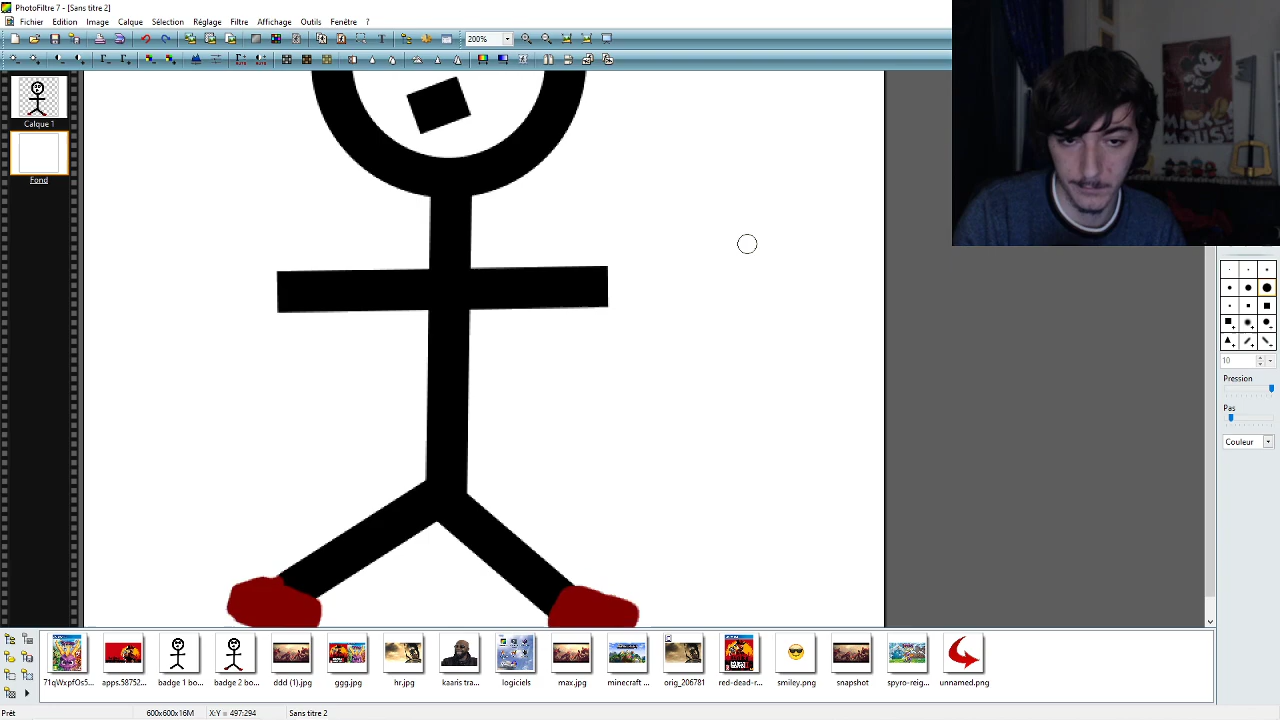 PhotoFiltre 7 - [Sans titre 2]
Fichier Edition Image Calque Sélection Réglage Filtre Affichage Outils Fenêtre ?
200%
Calque 1
Fond
MICKEY
MOUSE
10
Pression
Pas
Couleur
71qWxpfOs5... apps.58752... badge 1 bo... badge 2 bo... ddd (1).jpg ggg.jpg hr.jpg kaaris tra... logiciels max.jpg minecraft ... orig_206781 red-dead-r... smiley.png snapshot spyro-reig... unnamed.png
Prêt 600x600x16M X:Y = 497:294 Sans titre 2